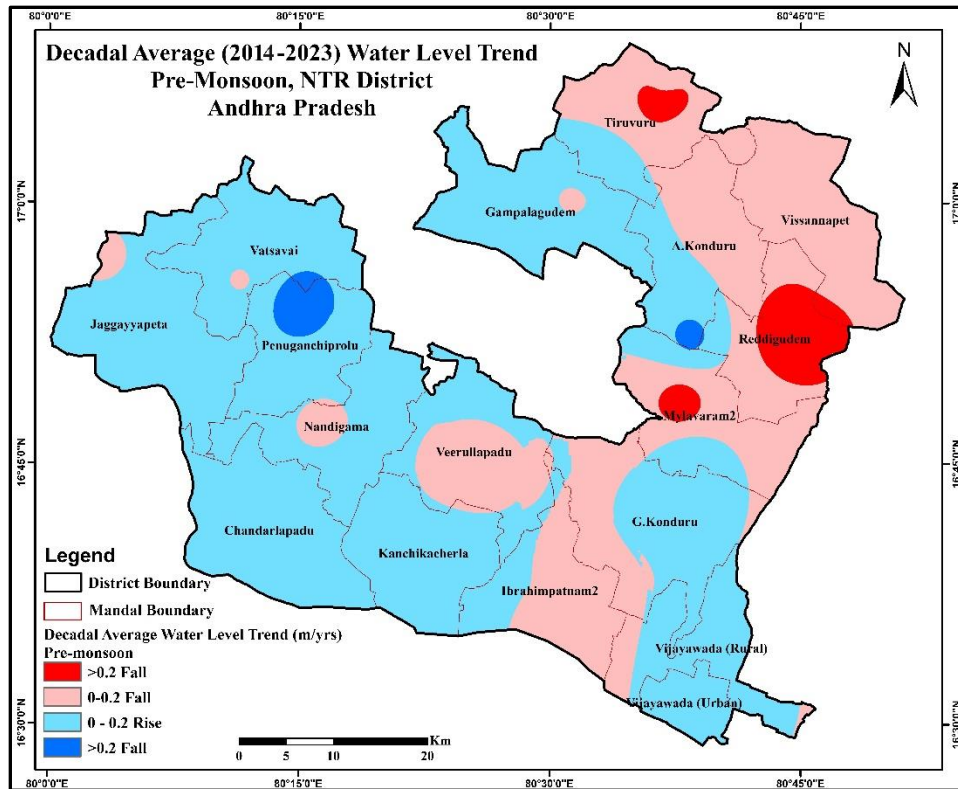 80°0'0"E
80°15'0"E
80°30'0"E
80°45'0"E
Decadal Average (2014-2023) Water Level Trend
Pre-Monsoon, NTR District
Andhra Pradesh
N
Tiruvuru
17°0'0"N
17°0'0"N
Gampalagudem
Vissannapet
A.Konduru
Vatsavai
Jaggayyapeta
Penuganchiprolu
Reddigudem
Mylavaram2
Nandigama
Veerullapadu
16°45'0"N
16°45'0"N
G.Konduru
Chandarlapadu
Kanchikacherla
Ibrahimpatnam2
Vijayawada (Rural)
Vijayawada (Urban)
Legend
District Boundary
Mandal Boundary
Decadal Average Water Level Trend (m/yrs)
Pre-monsoon
>0.2 Fall
0-0.2 Fall
0 - 0.2 Rise
>0.2 Fall
16°30'0"N
16°30'0"N
Km
0 5 10 20
80°0'0"E
80°15'0"E
80°30'0"E
80°45'0"E